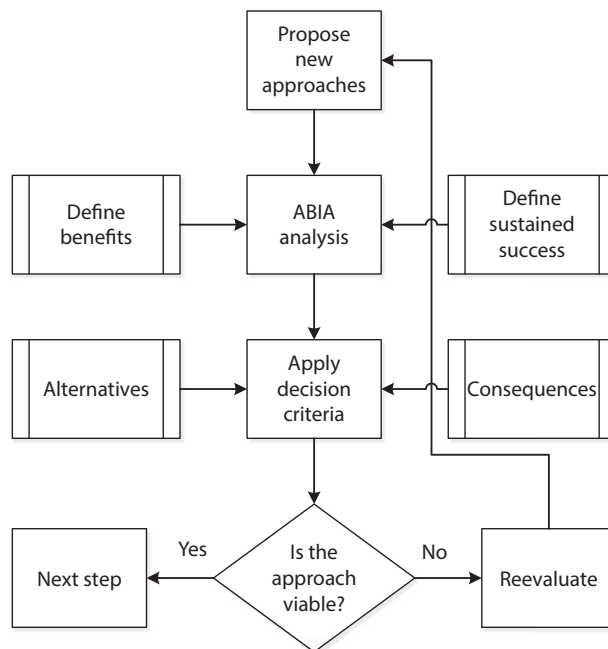 Propose
new
approaches
Define
benefits
ABIA
analysis
Define
sustained
success
Alternatives
Apply
decision
criteria
Consequences
Yes
No
Next step
Is the
approach
viable?
Reevaluate